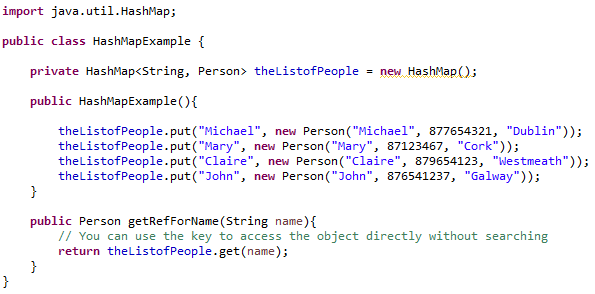 import java.util.HashMap;
public class HashMapExample {
private HashMap<String, Person> theListofPeople = new HashMap();
public HashMapExample(){
theListofPeople.put("Michael", new Person("Michael", 877654321, "Dublin"));
theListofPeople.put("Mary", new Person("Mary", 87123467, "Cork"));
theListofPeople.put("Claire", new Person("Claire", 879654123, "Westmeath"));
theListofPeople.put("John", new Person("John", 876541237, "Galway"));
}
public Person getRefForName(String name){
// You can use the key to access the object directly without searching
return theListofPeople.get(name);
}
}